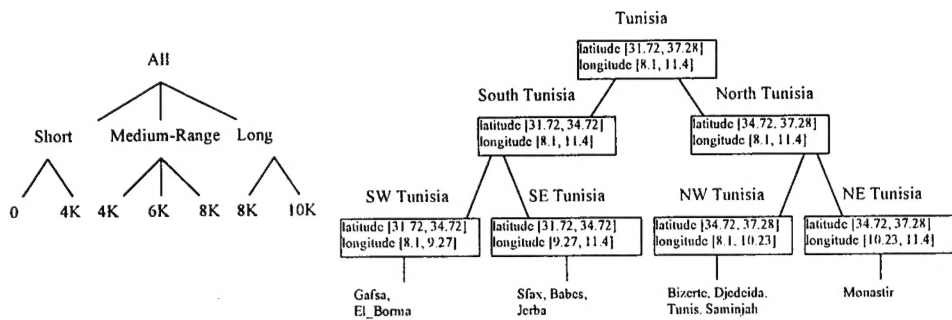 All
Short Medium-Range Long
0 4K 4K 6K 8K 8K 10K
Tunisia
latitude [31.72, 37.28]
longitude [8.1, 11.4]
South Tunisia
latitude [31.72, 34.72]
longitude [8.1, 11.4]
North Tunisia
latitude [34.72, 37.28]
longitude [8.1, 11.4]
SW Tunisia
latitude [31.72, 34.72]
longitude [8.1, 9.27]
Gafsa,
El_Borma
SE Tunisia
latitude [31.72, 34.72]
longitude [9.27, 11.4]
Sfax, Babes,
Jerba
NW Tunisia
latitude [34.72, 37.28]
longitude [8.1, 10.23]
Bizerte, Djedeida,
Tunis, Saminjah
NE Tunisia
latitude [34.72, 37.28]
longitude [10.23, 11.4]
Monastir